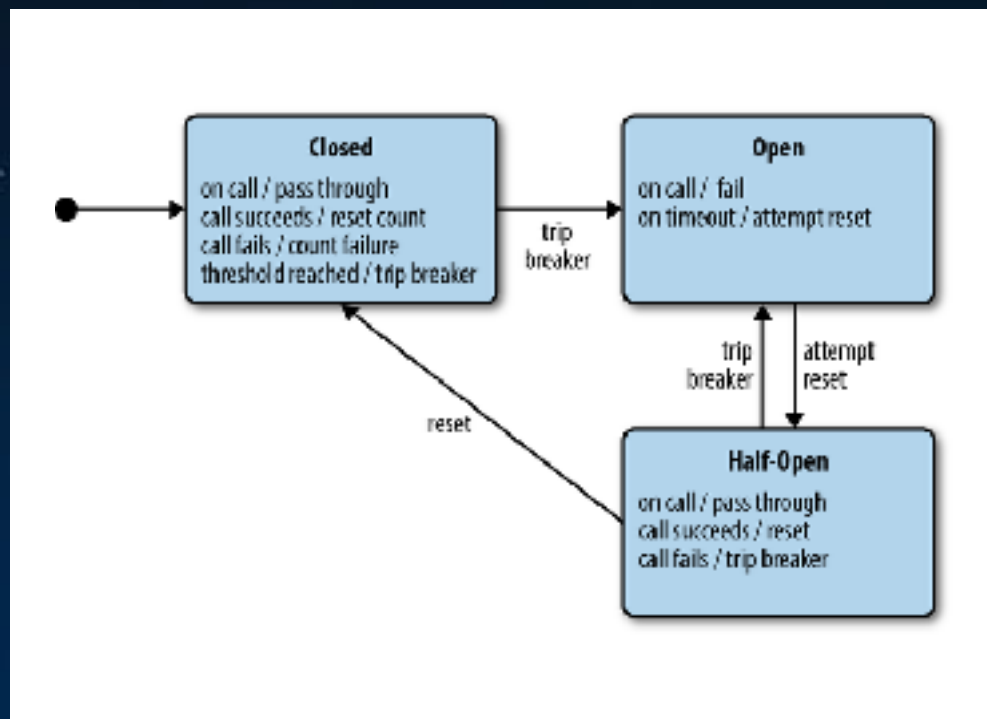 Closed
on call / pass through
call succeeds / reset count
call fails / count failure
threshold reached / trip breaker
trip
breaker
Open
on call / fail
on timeout / attempt reset
trip
breaker
attempt
reset
reset
Half-Open
on call / pass through
call succeeds / reset
call fails / trip breaker